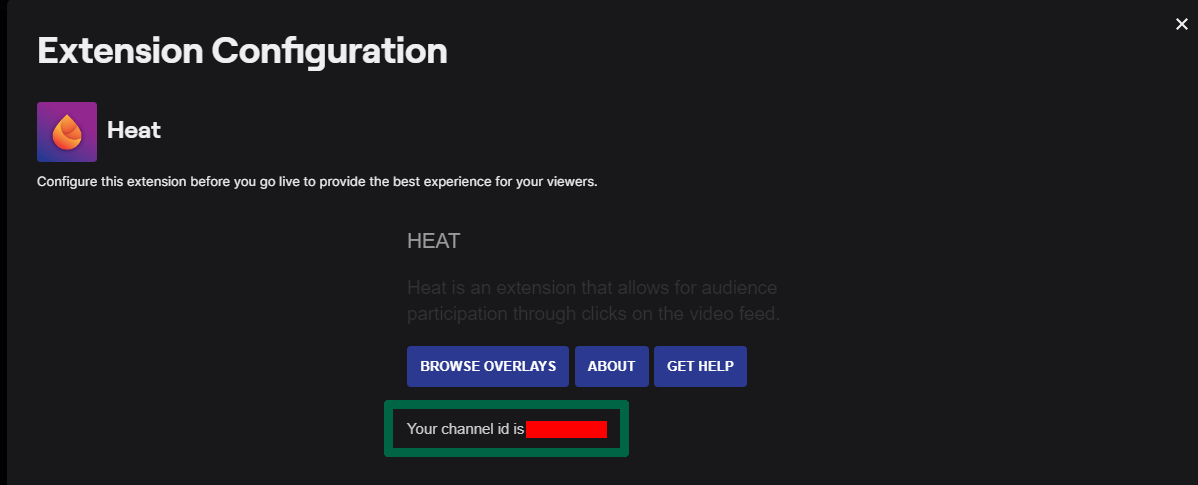 Extension Configuration
Heat
Configure this extension before you go live to provide the best experience for your viewers.
HEAT
Heat is an extension that allows for audience
participation through clicks on the video feed.
BROWSE OVERLAYS ABOUT GET HELP
Your channel id is